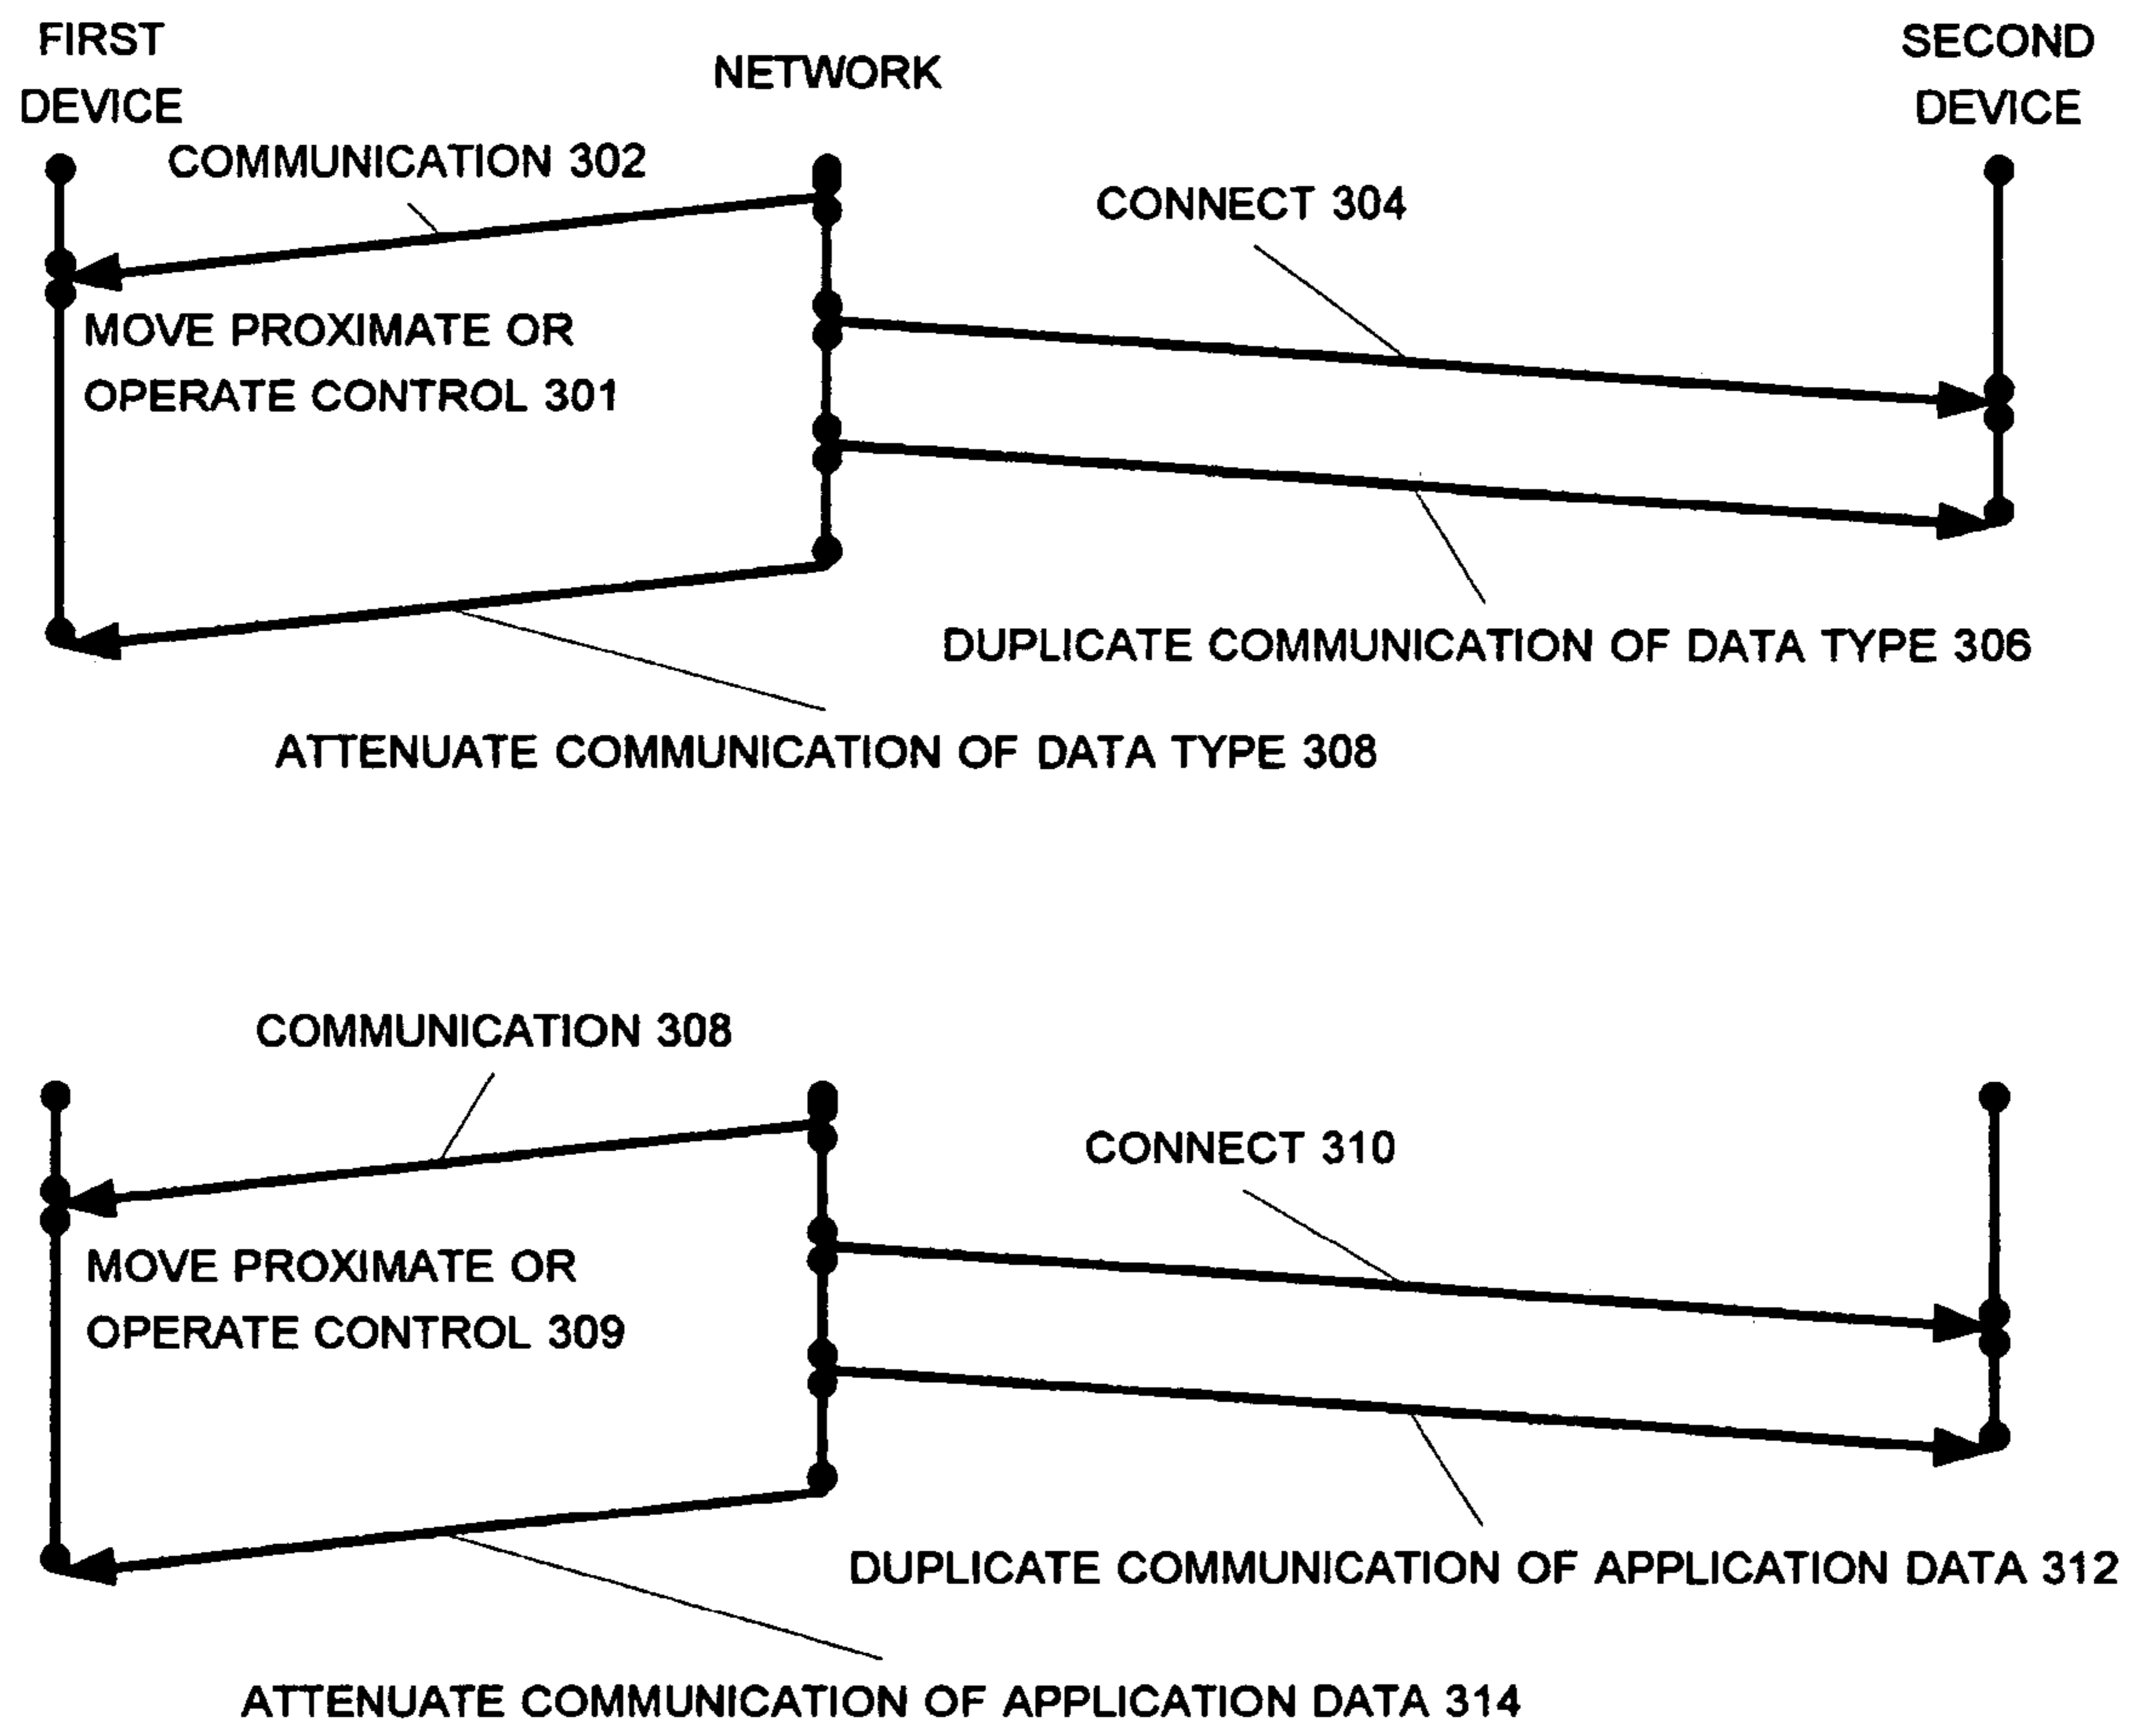 FIRST
DEVICE
NETWORK
SECOND
DEVICE
COMMUNICATION 302
CONNECT 304
MOVE PROXIMATE OR
OPERATE CONTROL 301
DUPLICATE COMMUNICATION OF DATA TYPE 306
ATTENUATE COMMUNICATION OF DATA TYPE 308
COMMUNICATION 308
CONNECT 310
MOVE PROXIMATE OR
OPERATE CONTROL 309
DUPLICATE COMMUNICATION OF APPLICATION DATA 312
ATTENUATE COMMUNICATION OF APPLICATION DATA 314